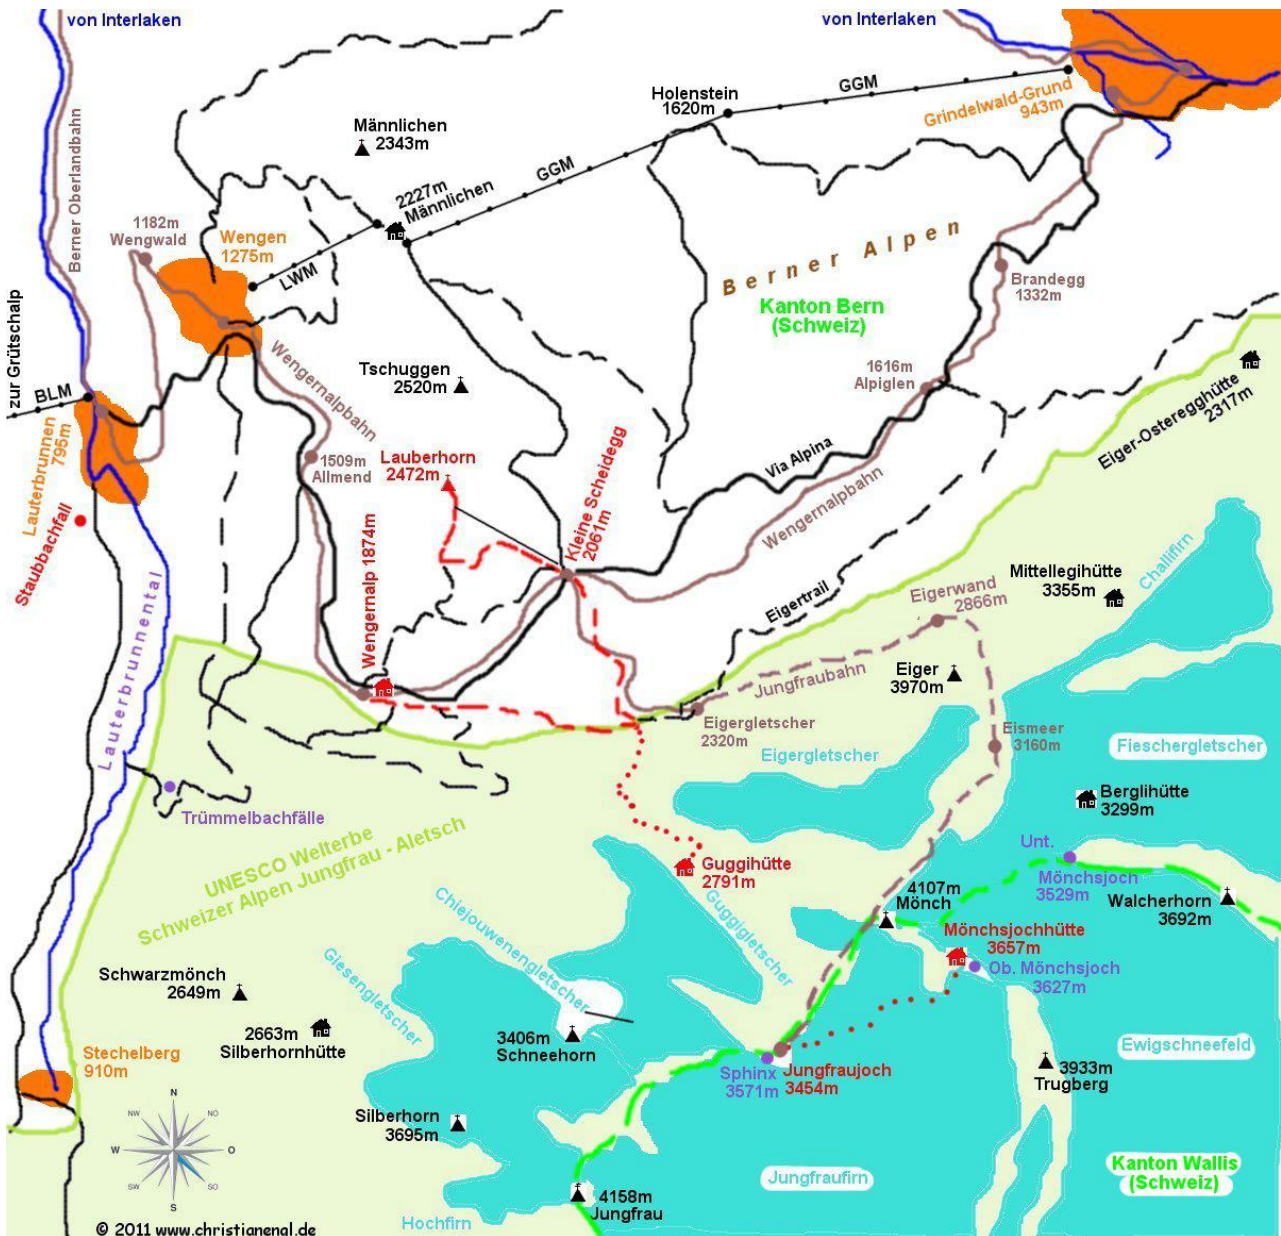 von Interlaken
von Interlaken
Holenstein
1620m
GGM
Grindelwald-Grund
943m
Männlichen
2343m
GGM
2227m
Männlichen
Berner Oberlandbahn
1182m
Wengwald
Wengen
1275m
LWM
Berner Alpen
Kanton Bern
(Schweiz)
Brandegg
1332m
zur Grütschalp
BLM
Wengernalpbahn
Tschuggen
2520m
1616m
Alpiglen
Eiger-Osteregghütte
2317m
Lauterbrunnen
795m
Staubbachfall
1509m
Allmend
Lauberhorn
2472m
Kleine Scheidegg
2061m
Via Alpina
Wengernalpbahn
Wengernalp 1874m
Eigertrail
Eigerwand
2866m
Mittellegihütte
3355m
Challifirn
Lauterbrunnental
Jungfraubahn
Eiger
3970m
Eigergletscher
2320m
Eigergletscher
Eismeer
3160m
Fieschergletscher
Trümmelbachfälle
Berglihütte
3299m
UNESCO Welterbe
Schweizer Alpen Jungfrau - Aletsch
Guggihütte
2791m
Unt.
Mönchsjoch
3529m
4107m
Mönch
Walcherhorn
3692m
Chiejouwenengletscher
Guggigletscher
Giesengletscher
Mönchsjochhütte
3657m
Ob. Mönchsjoch
3627m
Schwarzmönch
2649m
2663m
Silberhornhütte
3406m
Schneehorn
Stechelberg
910m
Sphinx
3571m
Jungfraujoch
3454m
Ewigschneefeld
3933m
Trugberg
N
NW
NO
W
O
SW
SO
S
Silberhorn
3695m
Jungfraufirn
Kanton Wallis
(Schweiz)
4158m
Jungfrau
Hochfirn
© 2011 www.christianenal.de